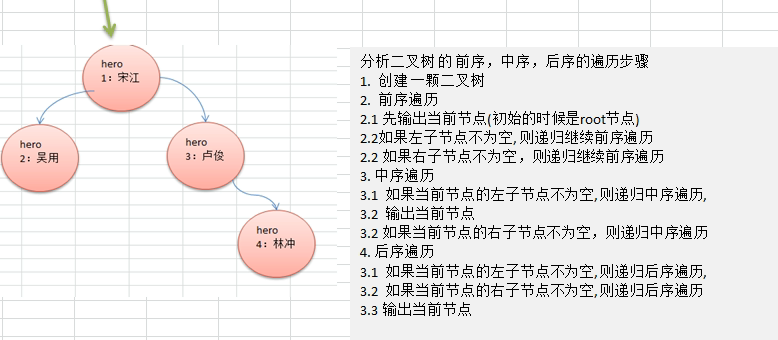 hero
1：宋江
hero
2：吴用
hero
3：卢俊
hero
4：林冲
分析二叉树的前序，中序，后序的遍历步骤
1. 创建一颗二叉树
2. 前序遍历
2.1 先输出当前节点(初始的时候是root节点)
2.2如果左子节点不为空, 则递归继续前序遍历
2.2 如果右子节点不为空，则递归继续前序遍历
3. 中序遍历
3.1 如果当前节点的左子节点不为空,则递归中序遍历,
3.2 输出当前节点
3.2 如果当前节点的右子节点不为空，则递归中序遍历
4. 后序遍历
3.1 如果当前节点的左子节点不为空,则递归后序遍历,
3.2 如果当前节点的右子节点不为空,则递归后序遍历
3.3 输出当前节点